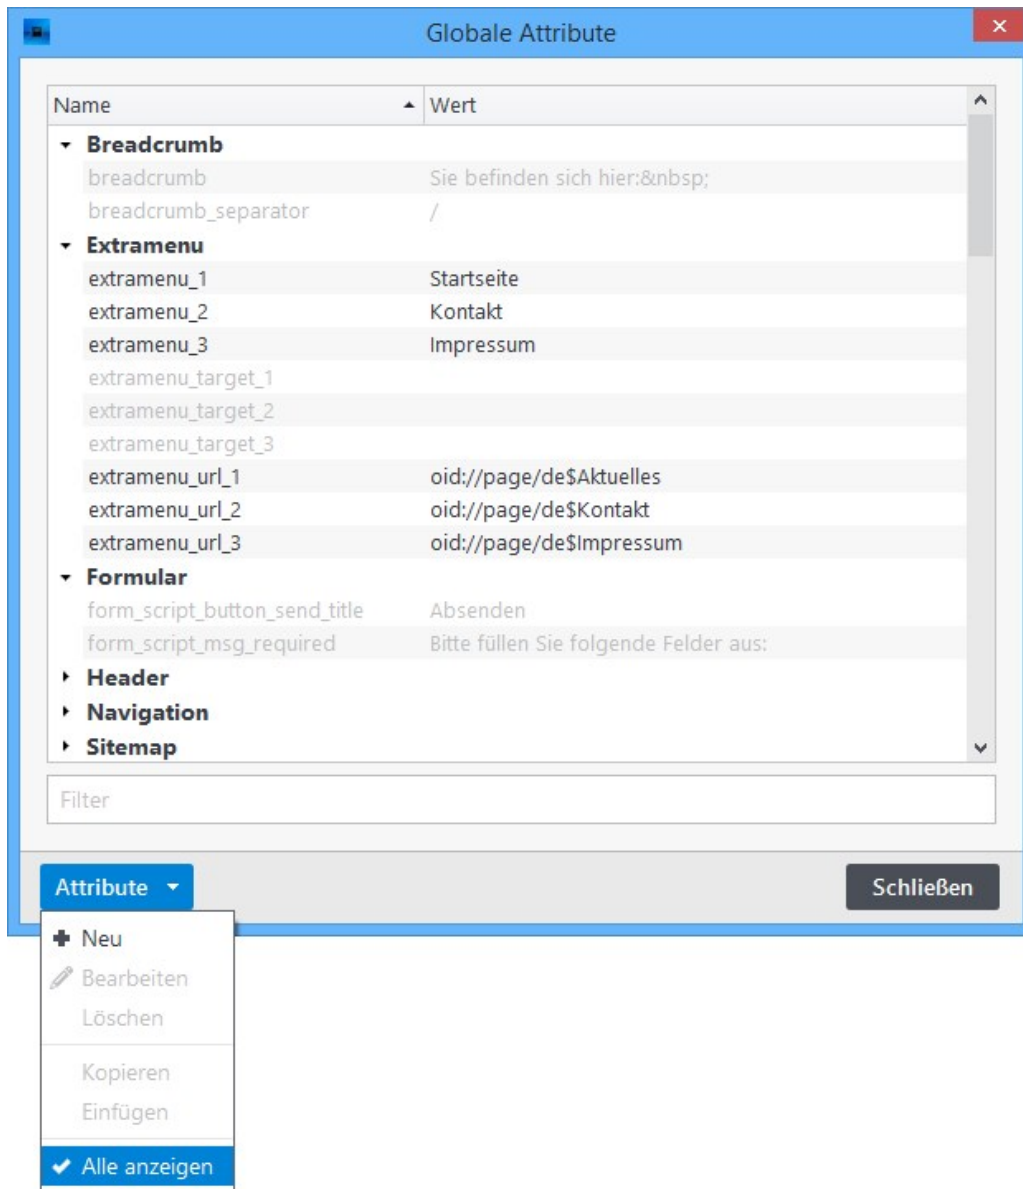 Globale Attribute
Name Wert
Breadcrumb
breadcrumb Sie befinden sich hier:&nbsp;
breadcrumb_separator /
Extramenu
extramenu_1 Startseite
extramenu_2 Kontakt
extramenu_3 Impressum
extramenu_target_1
extramenu_target_2
extramenu_target_3
extramenu_url_1 oid://page/de$Aktuelles
extramenu_url_2 oid://page/de$Kontakt
extramenu_url_3 oid://page/de$Impressum
Formular
form_script_button_send_title Absenden
form_script_msg_required Bitte füllen Sie folgende Felder aus:
Header
Navigation
Sitemap
Filter
Attribute Schließen
Neu
Bearbeiten
Löschen
Kopieren
Einfügen
Alle anzeigen